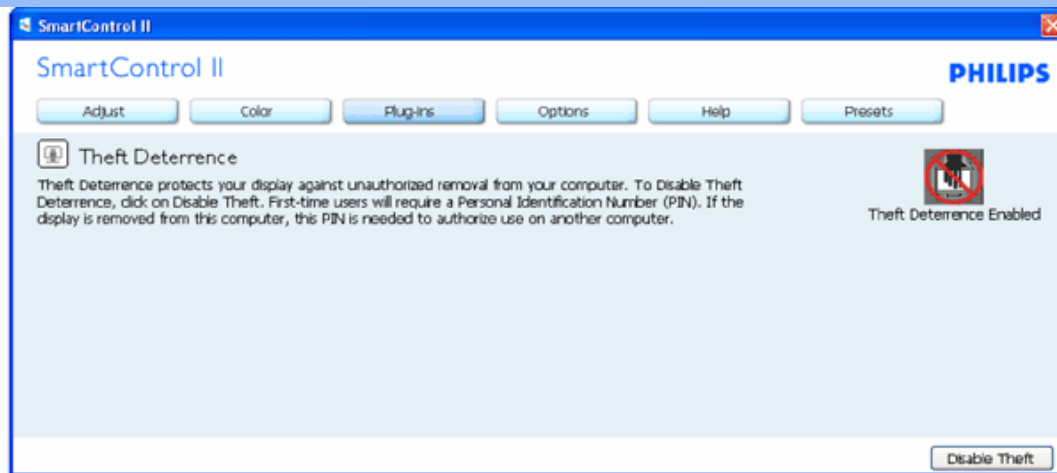 SmartControl II
SmartControl II
PHILIPS
Adjust Color Plug-Ins Options Help Presets
Theft Deterrence
Theft Deterrence protects your display against unauthorized removal from your computer. To Disable Theft
Deterrence, click on Disable Theft. First-time users will require a Personal Identification Number (PIN). If the
display is removed from this computer, this PIN is needed to authorize use on another computer.
Theft Deterrence Enabled
Disable Theft